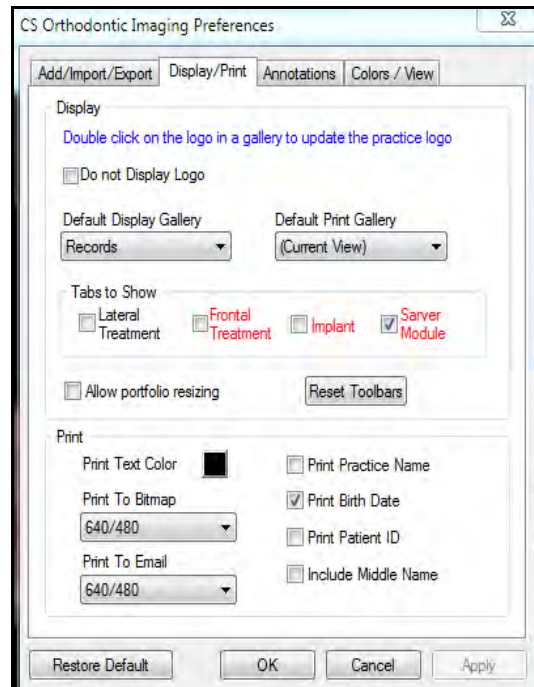 CS Orthodontic Imaging Preferences
Add/Import/Export Display/Print Annotations Colors / View
Display
Double click on the logo in a gallery to update the practice logo
Do not Display Logo
Default Display Gallery Default Print Gallery
Records (Current View)
Tabs to Show
Lateral Treatment Frontal Treatment Implant Sarver Module
Allow portfolio resizing Reset Toolbars
Print
Print Text Color Print Practice Name
Print To Bitmap Print Birth Date
640/480 Print Patient ID
Print To Email Include Middle Name
640/480
Restore Default OK Cancel Apply